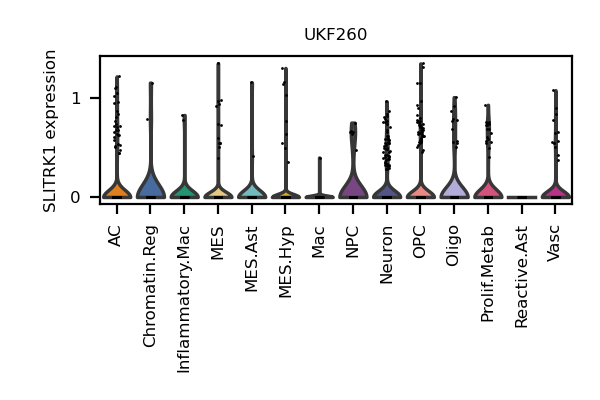 UKF260
SLITRK1 expression
1
0
AC
Chromatin.Reg
Inflammatory.Mac
MES
MES.Ast
MES.Hyp
Mac
NPC
Neuron
OPC
Oligo
Prolif.Metab
Reactive.Ast
Vasc